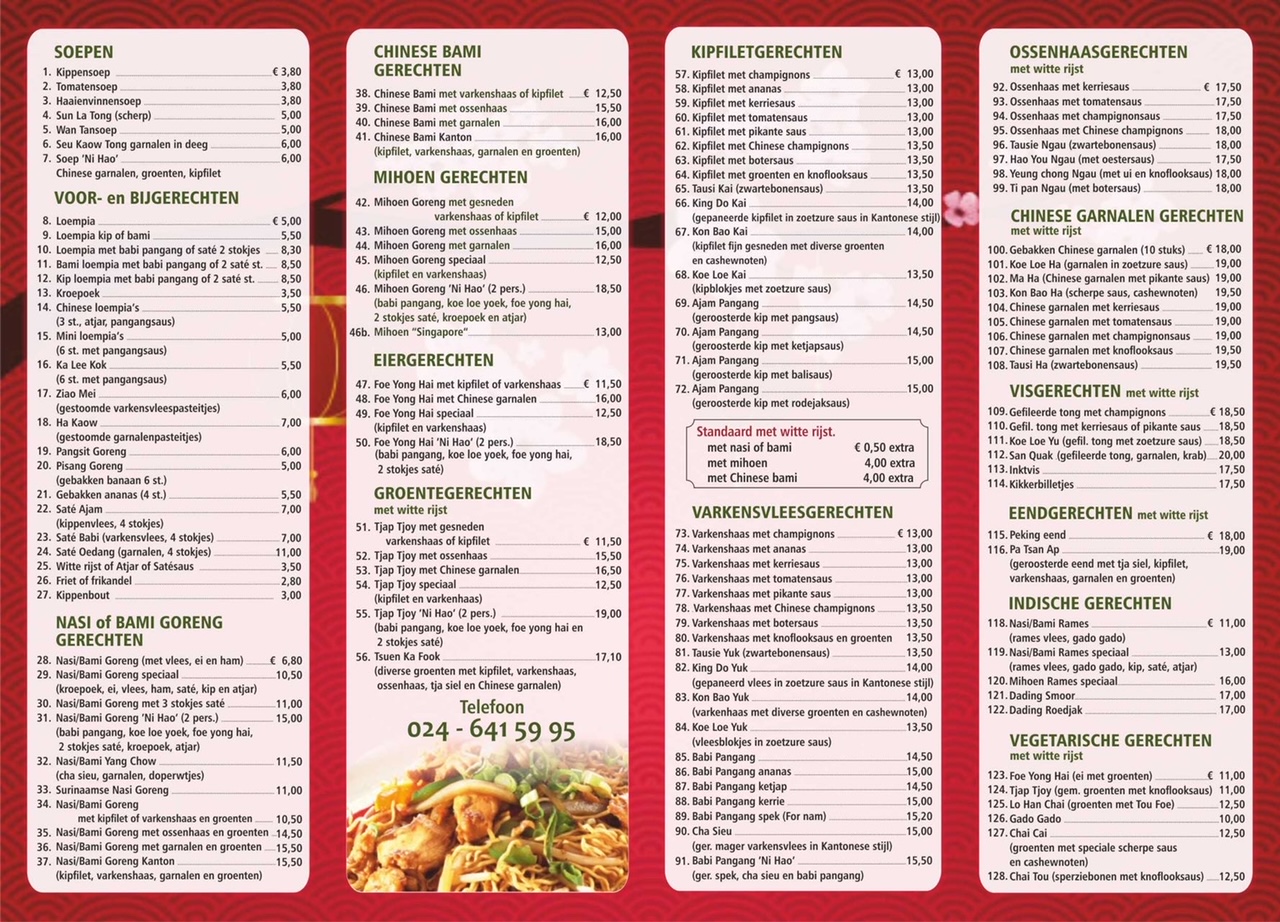 SOEPEN
1. Kippensoep € 3,80
2. Tomatensoep 3,80
3. Haaienvinnensoep 3,80
4. Sun La Tong (scherp) 5,00
5. Wan Tansoep 5,00
6. Seu Kaow Tong garnalen in deeg 6,00
7. Soep ‘Ni Hao’ 6,00
Chinese garnalen, groenten, kipfilet
VOOR- en BIJGERECHTEN
8. Loempia € 5,00
9. Loempia kip of bami 5,50
10. Loempia met babi pangang of saté 2 stokjes 8,30
11. Bami loempia met babi pangang of 2 saté st. 8,50
12. Kip loempia met babi pangang of 2 saté st. 8,50
13. Kroepoek 3,50
14. Chinese loempia's 5,50
(3 st., atjar, pangangsaus)
15. Mini loempia's 5,00
(6 st. met pangangsaus)
16. Ka Lee Kok 5,50
(6 st. met pangangsaus)
17. Ziao Mei 6,00
(gestoomde varkensvleespasteitjes)
18. Ha Kaow 7,00
(gestoomde garnalenpasteitjes)
19. Pangsit Goreng 6,00
20. Pisang Goreng 5,00
(gebakken banaan 6 st.)
21. Gebakken ananas (4 st.) 5,50
22. Saté Ajam 7,00
(kippenvlees, 4 stokjes)
23. Saté Babi (varkensvlees, 4 stokjes) 7,00
24. Saté Oedang (garnalen, 4 stokjes) 11,00
25. Witte rijst of Atjar of Satésaus 3,50
26. Friet of frikandel 2,80
27. Kippenbout 3,00
NASI of BAMI GORENG
GERECHTEN
28. Nasi/Bami Goreng (met vlees, ei en ham) € 6,80
29. Nasi/Bami Goreng speciaal 10,50
(kroepoek, ei, vlees, ham, saté, kip en atjar)
30. Nasi/Bami Goreng met 3 stokjes saté 11,00
31. Nasi/Bami Goreng ‘Ni Hao’ (2 pers.) 15,00
(babi pangang, koe loe yoek, foe yong hai,
2 stokjes saté, kroepoek, atjar)
32. Nasi/Bami Yang Chow 11,50
(cha sieu, garnalen, doperwtjes)
33. Surinaamse Nasi Goreng 11,00
34. Nasi/Bami Goreng
met kipfilet of varkenshaas en groenten 10,50
35. Nasi/Bami Goreng met ossenhaas en groenten 14,50
36. Nasi/Bami Goreng met garnalen en groenten 15,50
37. Nasi/Bami Goreng Kanton 15,50
(kipfilet, varkenshaas, garnalen en groenten)
CHINESE BAMI
GERECHTEN
38. Chinese Bami met varkenshaas of kipfilet € 12,50
39. Chinese Bami met ossenhaas 15,50
40. Chinese Bami met garnalen 16,00
41. Chinese Bami Kanton 16,00
(kipfilet, varkenshaas, garnalen en groenten)
MIHOEN GERECHTEN
42. Mihoen Goreng met gesneden
varkenshaas of kipfilet € 12,00
43. Mihoen Goreng met ossenhaas 15,00
44. Mihoen Goreng met garnalen 16,00
45. Mihoen Goreng speciaal 12,50
(kipfilet en varkenshaas)
46. Mihoen Goreng ‘Ni Hao’ (2 pers.) 18,50
(babi pangang, koe loe yoek, foe yong hai,
2 stokjes saté, kroepoek en atjar)
46b. Mihoen “Singapore” 13,00
EIERGERECHTEN
47. Foe Yong Hai met kipfilet of varkenshaas € 11,50
48. Foe Yong Hai met Chinese garnalen 16,00
49. Foe Yong Hai speciaal 12,50
(kipfilet en varkenshaas)
50. Foe Yong Hai ‘Ni Hao’ (2 pers.) 18,50
(babi pangang, koe loe yoek, foe yong hai,
2 stokjes saté)
GROENTEGERECHTEN
met witte rijst
51. Tjap Tjoy met gesneden
varkenshaas of kipfilet € 11,50
52. Tjap Tjoy met ossenhaas 15,50
53. Tjap Tjoy met Chinese garnalen 16,50
54. Tjap Tjoy speciaal 12,50
(kipfilet en varkenhaas)
55. Tjap Tjoy ‘Ni Hao’ (2 pers.) 19,00
(babi pangang, koe loe yoek, foe yong hai en
2 stokjes saté)
56. Tsuen Ka Fook 17,10
(diverse groenten met kipfilet, varkenshaas,
ossenhaas, tja siel en Chinese garnalen)
Telefoon
024 - 641 59 95
KIPFILETGERECHTEN
57. Kipfilet met champignons € 13,00
58. Kipfilet met ananas 13,00
59. Kipfilet met kerriesaus 13,00
60. Kipfilet met tomatensaus 13,00
61. Kipfilet met pikante saus 13,00
62. Kipfilet met Chinese champignons 13,50
63. Kipfilet met botersaus 13,50
64. Kipfilet met groenten en knoflooksaus 13,50
65. Tausi Kai (zwartebonensaus) 13,50
66. King Do Kai 14,00
(gepaneerde kipfilet in zoetzure saus in Kantonese stijl)
67. Kon Bao Kai 14,00
(kipfilet fijn gesneden met diverse groenten
en cashewnoten)
68. Koe Loe Kai 13,50
(kipblokjes met zoetzure saus)
69. Ajam Pangang 14,50
(geroosterde kip met pangsaus)
70. Ajam Pangang 14,50
(geroosterde kip met ketjapsaus)
71. Ajam Pangang 15,00
(geroosterde kip met balisaus)
72. Ajam Pangang 15,00
(geroosterde kip met rodejaksaus)
Standaard met witte rijst.
met nasi of bami € 0,50 extra
met mihoen 4,00 extra
met Chinese bami 4,00 extra
VARKENSVLEESGERECHTEN
73. Varkenshaas met champignons € 13,00
74. Varkenshaas met ananas 13,00
75. Varkenshaas met kerriesaus 13,00
76. Varkenshaas met tomatensaus 13,00
77. Varkenshaas met pikante saus 13,00
78. Varkenshaas met Chinese champignons 13,50
79. Varkenshaas met botersaus 13,50
80. Varkenshaas met knoflooksaus en groenten 13,50
81. Tausie Yuk (zwartebonensaus) 13,50
82. King Do Yuk 14,00
(gepaneerd vlees in zoetzure saus in Kantonese stijl)
83. Kon Bao Yuk 14,00
(varkenhaas met diverse groenten en cashewnoten)
84. Koe Loe Yuk 13,50
(vleesblokjes in zoetzure saus)
85. Babi Pangang 14,50
86. Babi Pangang ananas 15,00
87. Babi Pangang ketjap 14,50
88. Babi Pangang kerrie 15,00
89. Babi Pangang spek (For nam) 15,20
90. Cha Sieu 15,00
(ger. mager varkensvlees in Kantonese stijl)
91. Babi Pangang ‘Ni Hao’ 15,50
(ger. spek, cha sieu en babi pangang)
OSSENHAASGERECHTEN
met witte rijst
92. Ossenhaas met kerriesaus € 17,50
93. Ossenhaas met tomatensaus 17,50
94. Ossenhaas met champignonsaus 17,50
95. Ossenhaas met Chinese champignons 18,00
96. Tausie Ngau (zwartebonensaus) 18,00
97. Hao You Ngau (met oestersaus) 17,50
98. Yeung chong Ngau (met ui en knoflooksaus) 18,00
99. Ti pan Ngau (met botersaus) 18,00
CHINESE GARNALEN GERECHTEN
met witte rijst
100. Gebakken Chinese garnalen (10 stuks) € 18,00
101. Koe Loe Ha (garnalen in zoetzure saus) 19,00
102. Ma Ha (Chinese garnalen met pikante saus) 19,00
103. Kon Bao Ha (scherpe saus, cashewnoten) 19,50
104. Chinese garnalen met kerriesaus 19,00
105. Chinese garnalen met tomatensaus 19,00
106. Chinese garnalen met champignonsaus 19,00
107. Chinese garnalen met knoflooksaus 19,50
108. Tausi Ha (zwartebonensaus) 19,50
VISGERECHTEN met witte rijst
109. Gefileerde tong met champignons € 18,50
110. Gefil. tong met kerriesaus of pikante saus 18,50
111. Koe Loe Yu (gefil. tong met zoetzure saus) 18,50
112. San Quak (gefileerde tong, garnalen, krab) 20,00
113. Inktvis 17,50
114. Kikkerbilletjes 17,50
EENDGERECHTEN met witte rijst
115. Peking eend € 18,00
116. Pa Tsan Ap 19,00
(geroosterde eend met tja siel, kipfilet,
varkenshaas, garnalen en groenten)
INDISCHE GERECHTEN
118. Nasi/Bami Rames € 11,00
(rames vlees, gado gado)
119. Nasi/Bami Rames speciaal 13,00
(rames vlees, gado gado, kip, saté, atjar)
120. Mihoen Rames speciaal 16,00
121. Dading Smoor 17,00
122. Dading Roedjak 17,00
VEGETARISCHE GERECHTEN
met witte rijst
123. Foe Yong Hai (ei met groenten) € 11,00
124. Tjap Tjoy (gem. groenten met knoflooksaus) 11,00
125. Lo Han Chai (groenten met Tou Foe) 12,50
126. Gado Gado 10,00
127. Chai Cai 12,50
(groenten met speciale scherpe saus
en cashewnoten)
128. Chai Tou (sperziebonen met knoflooksaus) 12,50